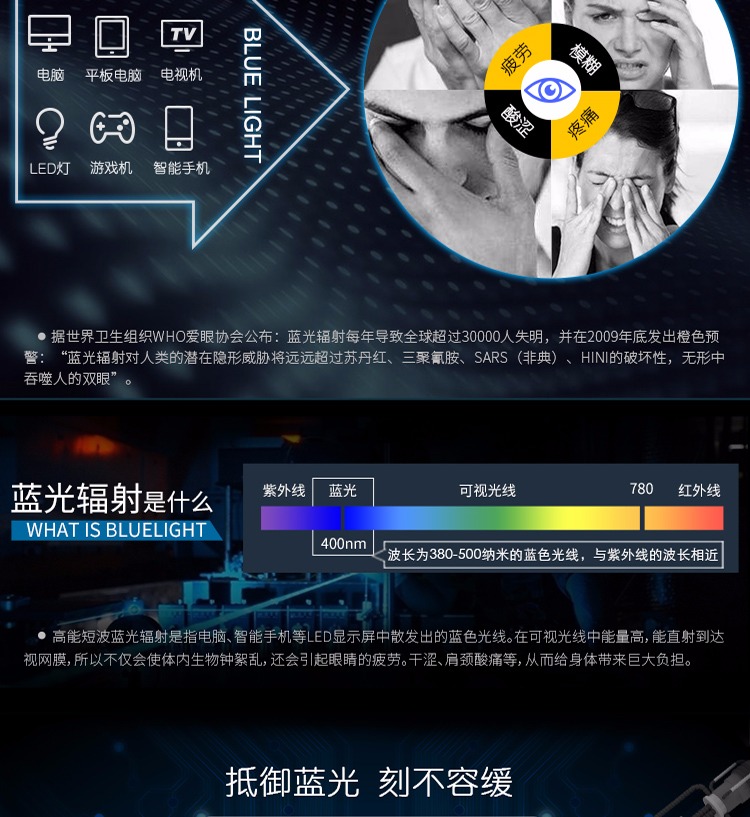 电脑
平板电脑
TV
电视机
LED灯
游戏机
智能手机
BLUE LIGHT
疲劳
模糊
酸涩
疼痛
● 据世界卫生组织WHO爱眼协会公布：蓝光辐射每年导致全球超过30000人失明，并在2009年底发出橙色预
警：“蓝光辐射对人类的潜在隐形威胁将远远超过苏丹红、三聚氰胺、SARS（非典）、HINI的破坏性，无形中
吞噬人的双眼”。
蓝光辐射是什么
WHAT IS BLUELIGHT
紫外线
蓝光
可视光线
780
红外线
400nm
波长为380-500纳米的蓝色光线，与紫外线的波长相近
● 高能短波蓝光辐射是指电脑、智能手机等LED显示屏中散发出的蓝色光线。在可视光线中能量高，能直射到达
视网膜，所以不仅会使体内生物钟絮乱，还会引起眼睛的疲劳。干涩、肩颈酸痛等，从而给身体带来巨大负担。
抵御蓝光 刻不容缓